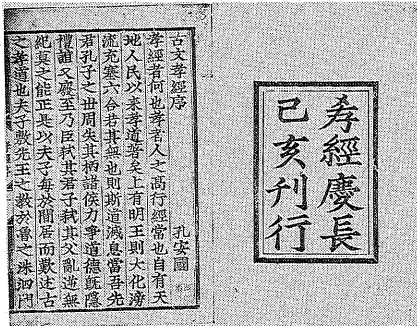 孝經慶長
己亥刊行
古文孝經序
孔安國
孝經者何也孝者人之髙行經常也自有天
地人民以來孝道著矣上有明王則大化滂
流充塞六合若其無也則斯道滅息當吾先
君孔子之世周失其柄諸侯力爭道德既隱
禮誼又廢至乃臣弑其君子弑其父亂逆無
紀莫之能正是以夫子每於閒居而歎述古
之孝道也夫子敷先王之教於魯之洙泗門